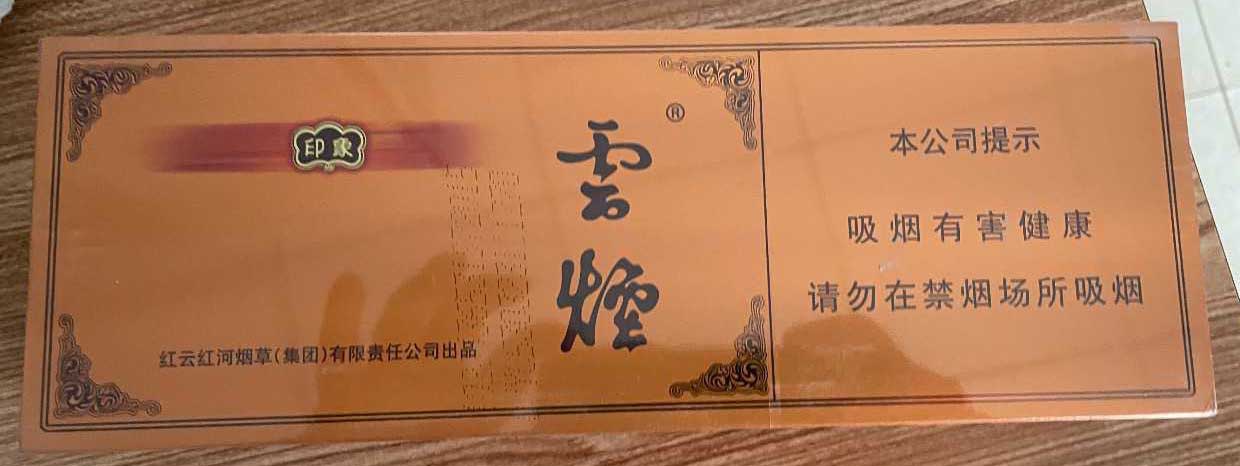 印象
雲煙®
红云红河烟草(集团)有限责任公司出品
本公司提示
吸烟有害健康
请勿在禁烟场所吸烟